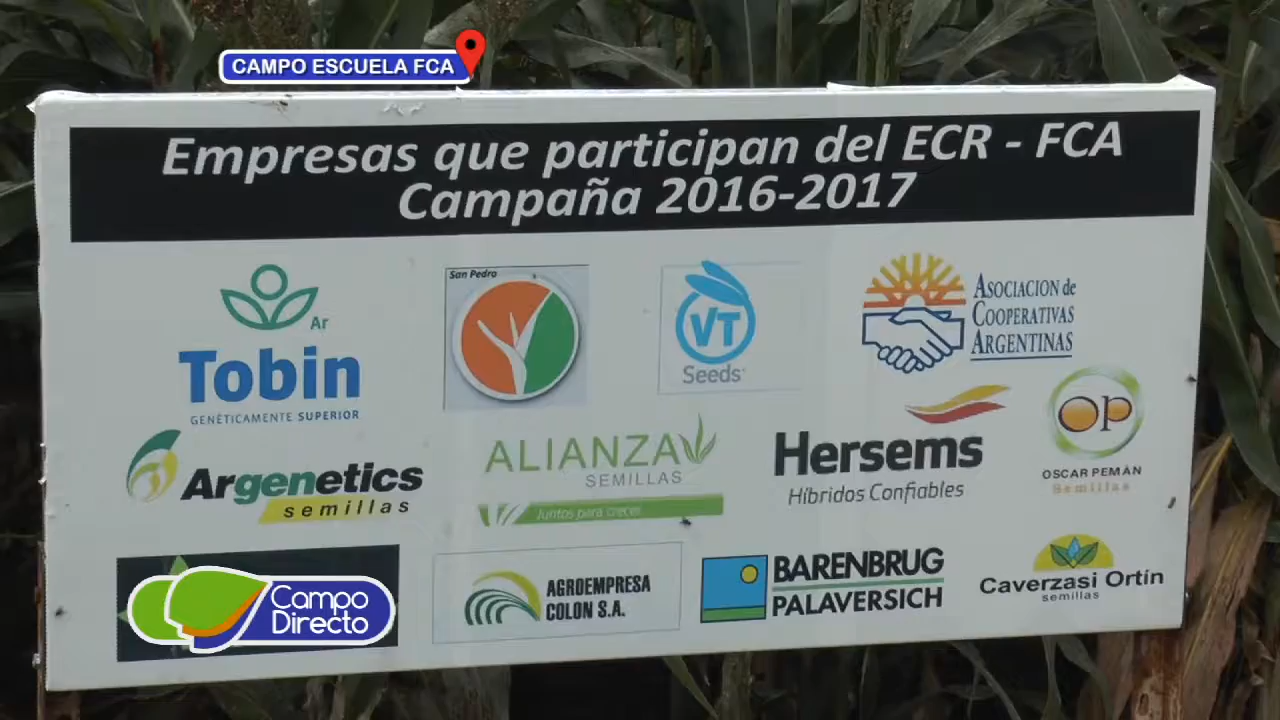 CAMPO ESCUELA FCA
Empresas que participan del ECR - FCA
Campaña 2016-2017
Ar
Tobin
GENÉTICAMENTE SUPERIOR
San Pedro
VT
Seeds
ASOCIACION de
COOPERATIVAS
ARGENTINAS
Argenetics
semillas
ALIANZA
SEMILLAS
Juntos para crecer
Hersems
Híbridos Confiables
OP
OSCAR PEMÁN
Semillas
Campo
Directo
AGROEMPRESA
COLON S.A.
BARENBRUG
PALAVERSICH
Caverzasi Ortín
semillas